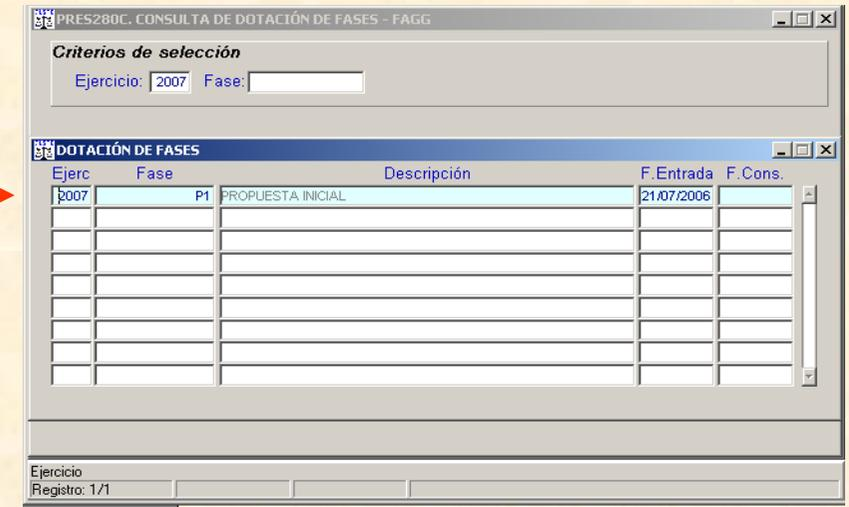 PRES280C. CONSULTA DE DOTACIÓN DE FASES - FAGG
Criterios de selección
Ejercicio: 2007 Fase:
DOTACIÓN DE FASES
Ejerc Fase Descripción F.Entrada F.Cons.
2007 P1 PROPUESTA INICIAL 21/07/2006
Ejercicio
Registro: 1/1